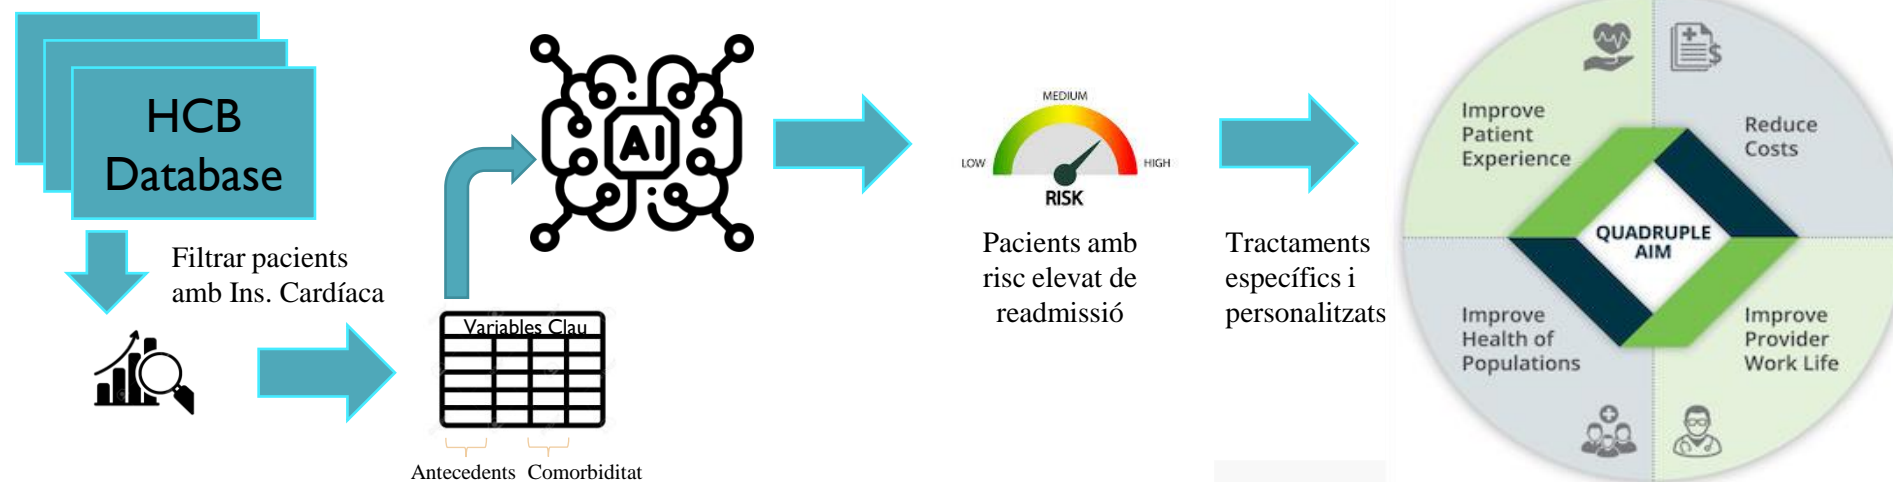 HCB
Database
Filtrar pacients
amb Ins. Cardíaca
Variables Clau
Antecedents Comorbiditat
AI
LOW
MEDIUM
HIGH
RISK
Pacients amb
risc elevat de
readmissió
Tractaments
específics i
personalitzats
Improve
Patient
Experience
Reduce
Costs
QUADRUPLE
AIM
Improve
Health of
Populations
Improve
Provider
Work Life